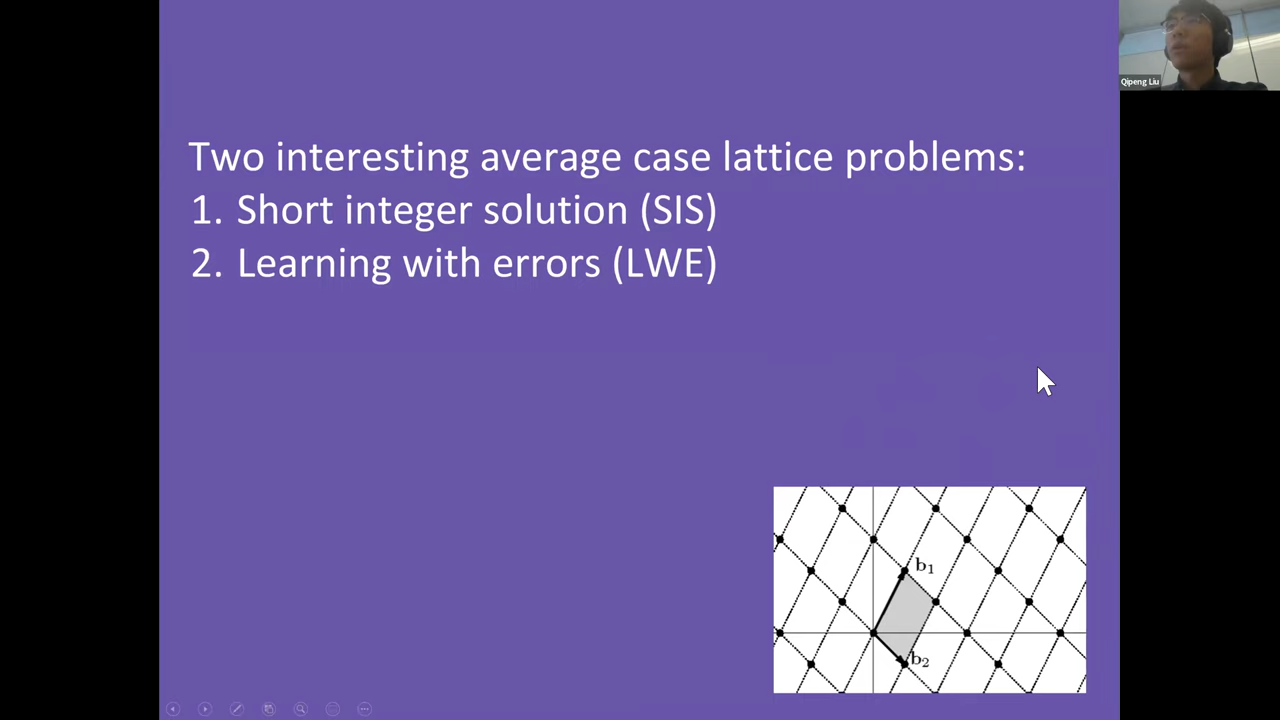 Two interesting average case lattice problems:
1. Short integer solution (SIS)
2. Learning with errors (LWE)
b₁
b₂
Qipeng Liu